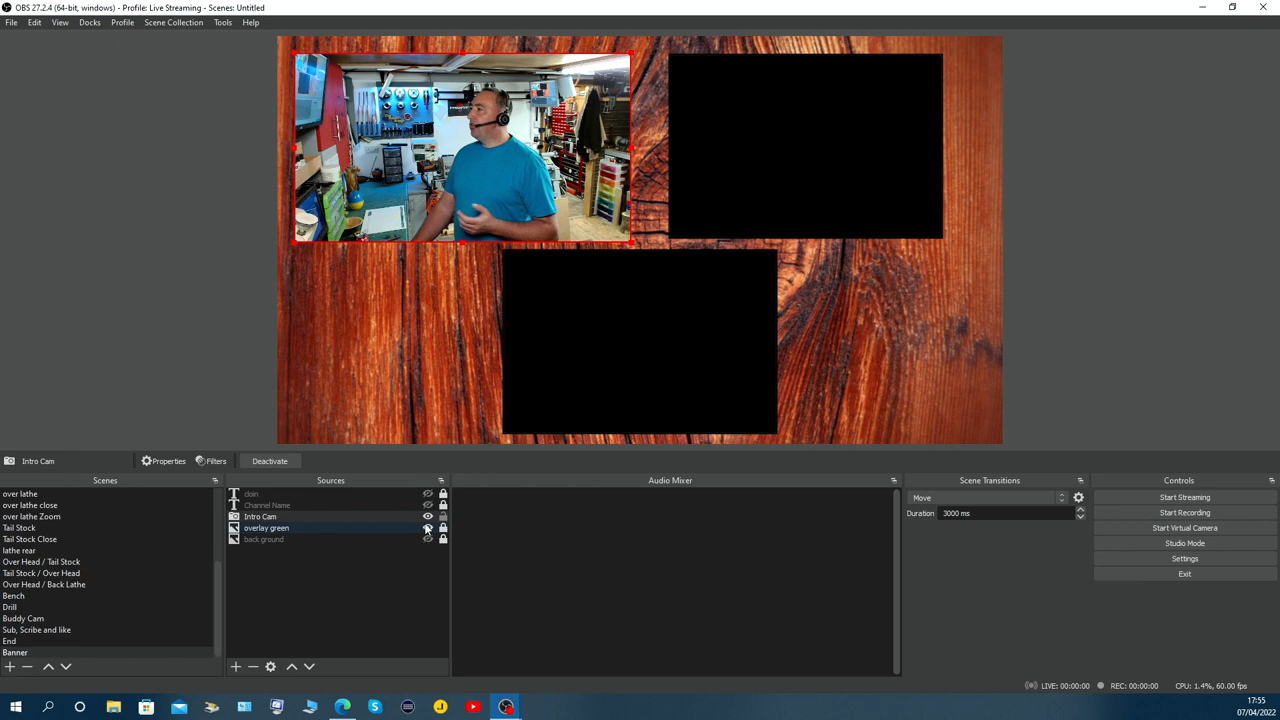 OBS 27.2.4 (64-bit, windows) - Profile: Live Streaming - Scenes: Untitled
File Edit View Docks Profile Scene Collection Tools Help
Intro Cam Properties Filters Deactivate
Scenes
over lathe
over lathe close
over lathe Zoom
Tail Stock
Tail Stock Close
lathe rear
Over Head / Tail Stock
Tail Stock / Over Head
Over Head / Back Lathe
Bench
Drill
Buddy Cam
Sub, Scribe and like
End
Banner
Sources
Channel Name
Intro Cam
overlay green
back ground
Audio Mixer
Scene Transitions
Move
Duration 3000 ms
Controls
Start Streaming
Start Recording
Start Virtual Camera
Studio Mode
Settings
Exit
LIVE: 00:00:00 REC: 00:00:00 CPU: 1.4%, 60.00 fps
17:55
07/04/2022